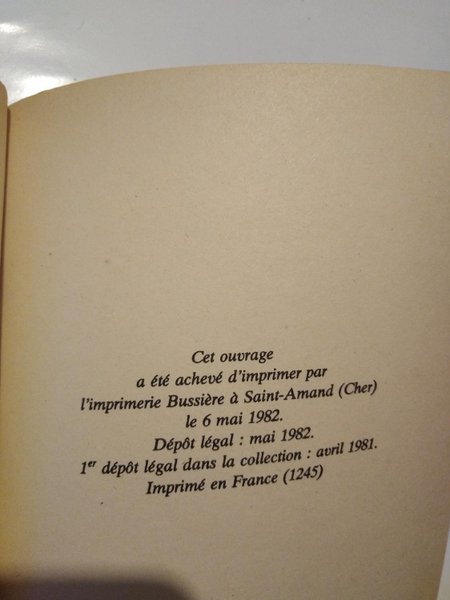 Cet ouvrage
a été achevé d'imprimer par
l'imprimerie Bussière à Saint-Amand (Cher)
le 6 mai 1982.
Dépôt légal : mai 1982.
1er dépôt légal dans la collection : avril 1981.
Imprimé en France (1245)